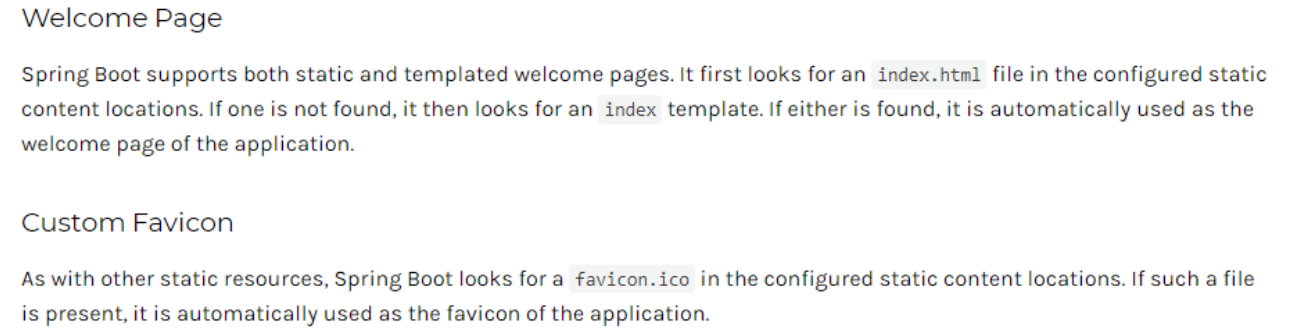 Welcome Page
Spring Boot supports both static and templated welcome pages. It first looks for an index.html file in the configured static
content locations. If one is not found, it then looks for an index template. If either is found, it is automatically used as the
welcome page of the application.
Custom Favicon
As with other static resources, Spring Boot looks for a favicon.ico in the configured static content locations. If such a file
is present, it is automatically used as the favicon of the application.